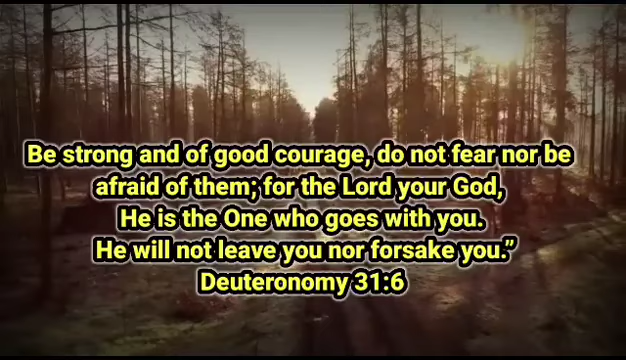 Be strong and of good courage, do not fear nor be
afraid of them; for the Lord your God,
He is the One who goes with you.
He will not leave you nor forsake you.”
Deuteronomy 31:6